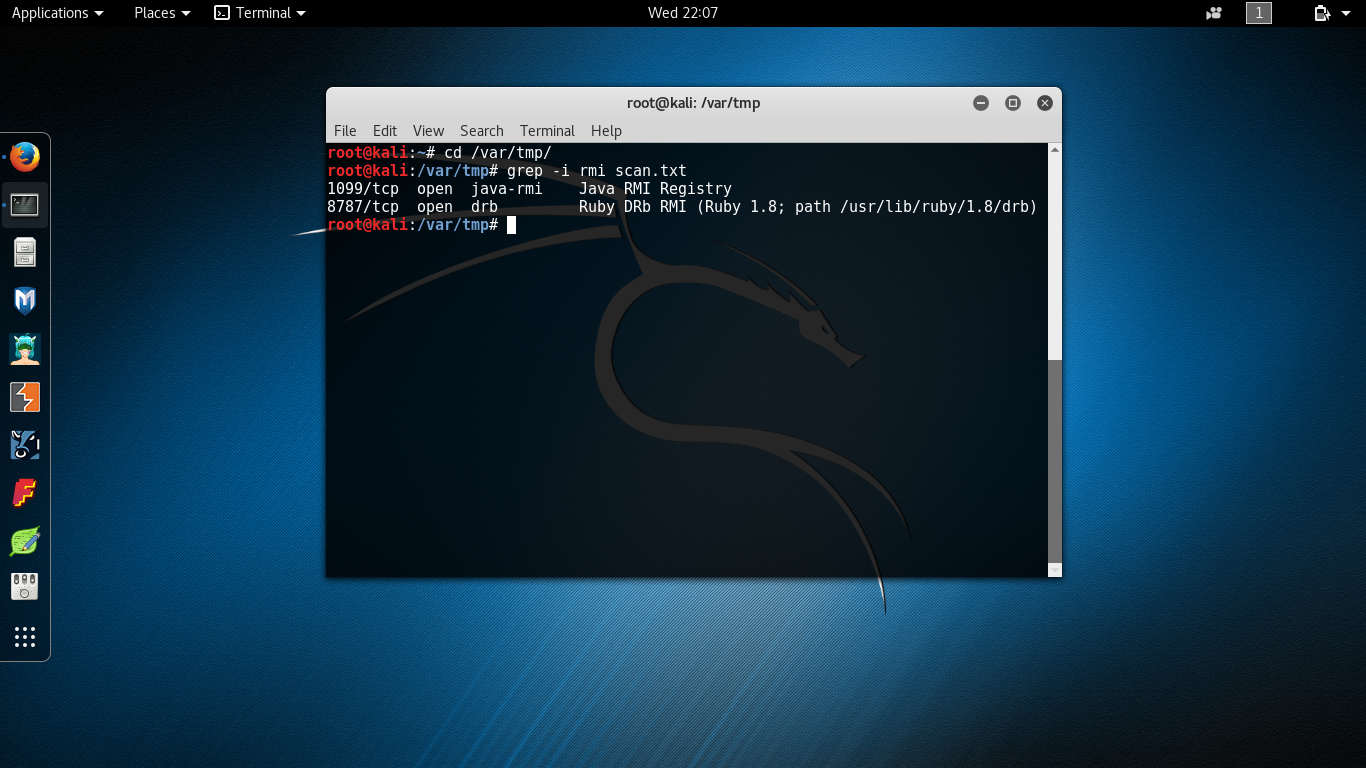 Applications Places Terminal Wed 22:07 1
root@kali: /var/tmp
File Edit View Search Terminal Help
root@kali:~# cd /var/tmp/
root@kali:/var/tmp# grep -i rmi scan.txt
1099/tcp  open  java-rmi    Java RMI Registry
8787/tcp  open  drb         Ruby DRb RMI (Ruby 1.8; path /usr/lib/ruby/1.8/drb)
root@kali:/var/tmp#